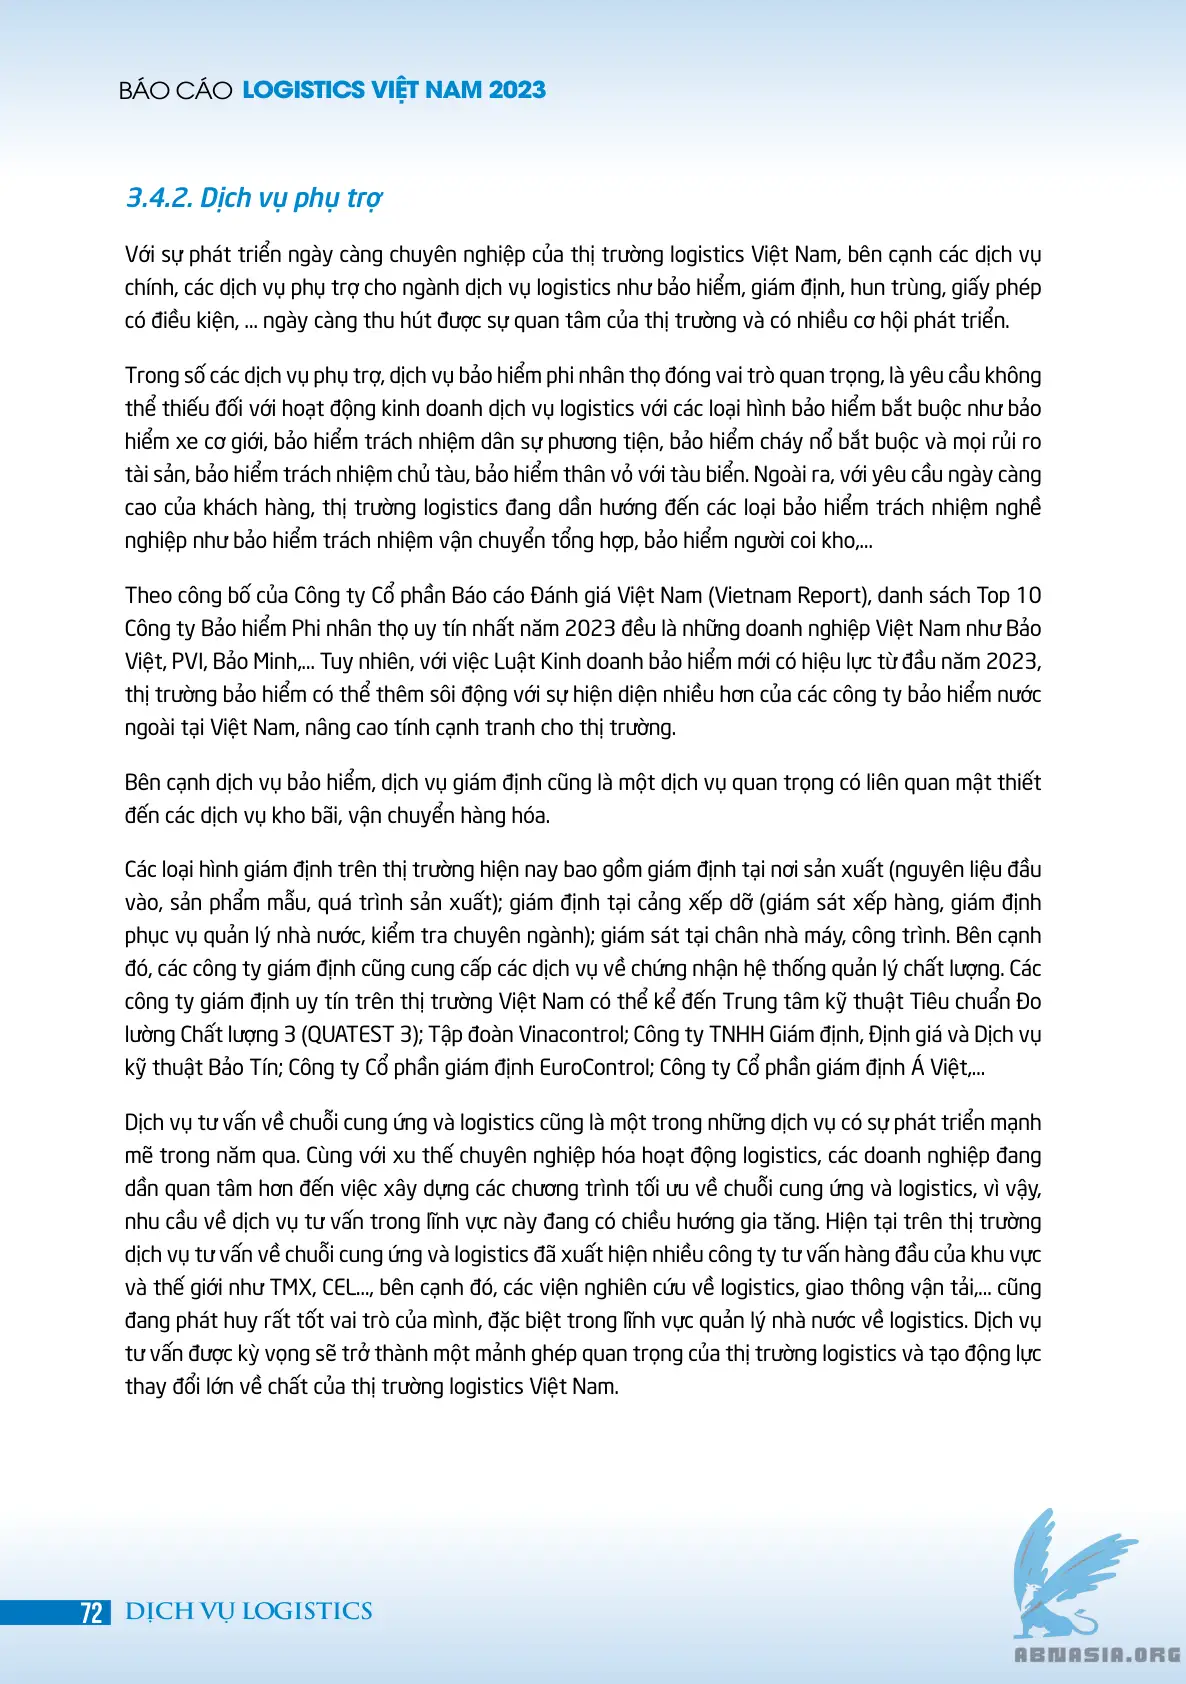 BÁO CÁO LOGISTICS VIỆT NAM 2023
3.4.2. Dịch vụ phụ trợ
Với sự phát triển ngày càng chuyên nghiệp của thị trường logistics Việt Nam, bên cạnh các dịch vụ
chính, các dịch vụ phụ trợ cho ngành dịch vụ logistics như bảo hiểm, giám định, hun trùng, giấy phép
có điều kiện, ... ngày càng thu hút được sự quan tâm của thị trường và có nhiều cơ hội phát triển.
Trong số các dịch vụ phụ trợ, dịch vụ bảo hiểm phi nhân thọ đóng vai trò quan trọng, là yêu cầu không
thể thiếu đối với hoạt động kinh doanh dịch vụ logistics với các loại hình bảo hiểm bắt buộc như bảo
hiểm xe cơ giới, bảo hiểm trách nhiệm dân sự phương tiện, bảo hiểm cháy nổ bắt buộc và mọi rủi ro
tài sản, bảo hiểm trách nhiệm chủ tàu, bảo hiểm thân vỏ với tàu biển. Ngoài ra, với yêu cầu ngày càng
cao của khách hàng, thị trường logistics đang dần hướng đến các loại bảo hiểm trách nhiệm nghề
nghiệp như bảo hiểm trách nhiệm vận chuyển tổng hợp, bảo hiểm người coi kho,...
Theo công bố của Công ty Cổ phần Báo cáo Đánh giá Việt Nam (Vietnam Report), danh sách Top 10
Công ty Bảo hiểm Phi nhân thọ uy tín nhất năm 2023 đều là những doanh nghiệp Việt Nam như Bảo
Việt, PVI, Bảo Minh,... Tuy nhiên, với việc Luật Kinh doanh bảo hiểm mới có hiệu lực từ đầu năm 2023,
thị trường bảo hiểm có thể thêm sôi động với sự hiện diện nhiều hơn của các công ty bảo hiểm nước
ngoài tại Việt Nam, nâng cao tính cạnh tranh cho thị trường.
Bên cạnh dịch vụ bảo hiểm, dịch vụ giám định cũng là một dịch vụ quan trọng có liên quan mật thiết
đến các dịch vụ kho bãi, vận chuyển hàng hóa.
Các loại hình giám định trên thị trường hiện nay bao gồm giám định tại nơi sản xuất (nguyên liệu đầu
vào, sản phẩm mẫu, quá trình sản xuất); giám định tại cảng xếp dỡ (giám sát xếp hàng, giám định
phục vụ quản lý nhà nước, kiểm tra chuyên ngành); giám sát tại chân nhà máy, công trình. Bên cạnh
đó, các công ty giám định cũng cung cấp các dịch vụ về chứng nhận hệ thống quản lý chất lượng. Các
công ty giám định uy tín trên thị trường Việt Nam có thể kể đến Trung tâm kỹ thuật Tiêu chuẩn Đo
lường Chất lượng 3 (QUATEST 3); Tập đoàn Vinacontrol; Công ty TNHH Giám định, Định giá và Dịch vụ
kỹ thuật Bảo Tín; Công ty Cổ phần giám định EuroControl; Công ty Cổ phần giám định Á Việt,...
Dịch vụ tư vấn về chuỗi cung ứng và logistics cũng là một trong những dịch vụ có sự phát triển mạnh
mẽ trong năm qua. Cùng với xu thế chuyên nghiệp hóa hoạt động logistics, các doanh nghiệp đang
dần quan tâm hơn đến việc xây dựng các chương trình tối ưu về chuỗi cung ứng và logistics, vì vậy,
nhu cầu về dịch vụ tư vấn trong lĩnh vực này đang có chiều hướng gia tăng. Hiện tại trên thị trường
dịch vụ tư vấn về chuỗi cung ứng và logistics đã xuất hiện nhiều công ty tư vấn hàng đầu của khu vực
và thế giới như TMX, CEL..., bên cạnh đó, các viện nghiên cứu về logistics, giao thông vận tải,... cũng
đang phát huy rất tốt vai trò của mình, đặc biệt trong lĩnh vực quản lý nhà nước về logistics. Dịch vụ
tư vấn được kỳ vọng sẽ trở thành một mảnh ghép quan trọng của thị trường logistics và tạo động lực
thay đổi lớn về chất của thị trường logistics Việt Nam.
72 DỊCH VỤ LOGISTICS
ABNASIA.ORG